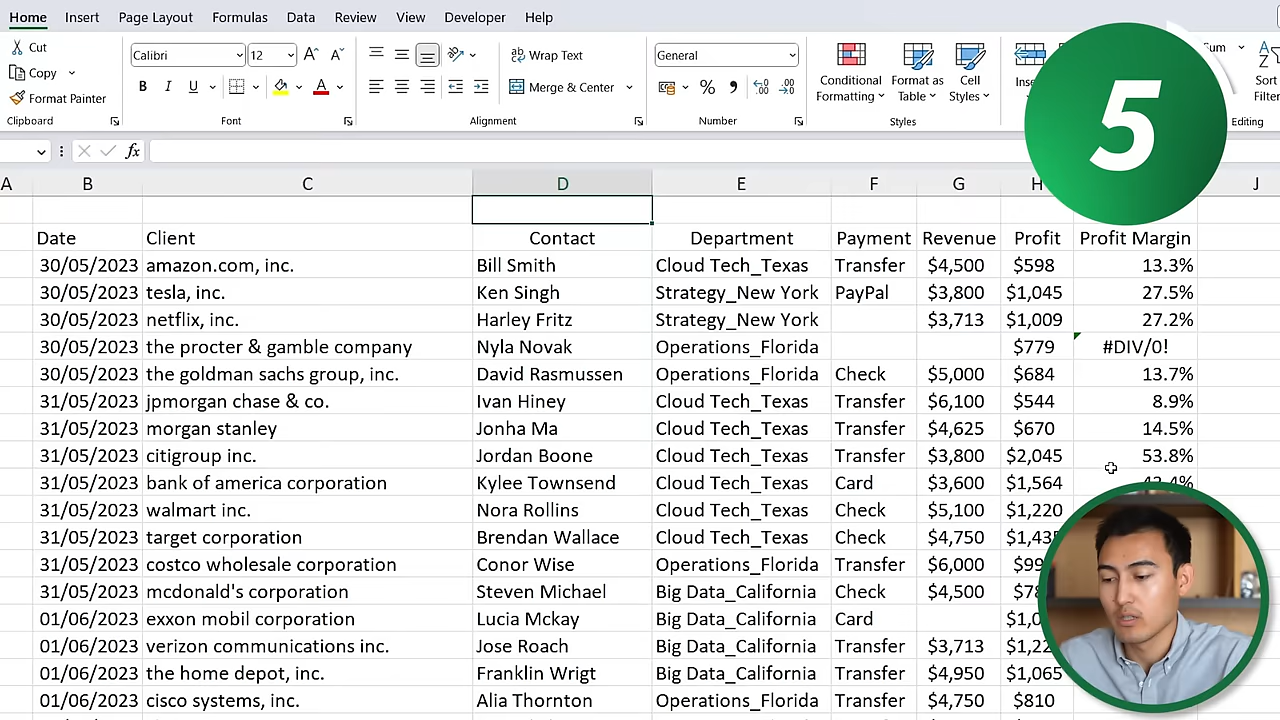 Home Insert Page Layout Formulas Data Review View Developer Help
Cut
Copy
Format Painter
Clipboard
Calibri 12
B I U
Font
Wrap Text
Merge & Center
Alignment
General
Number
Conditional Formatting
Format as Table
Cell Styles
Styles
Sort
Filter
Editing
5
fx
A B C D E F G H J
Date Client Contact Department Payment Revenue Profit Profit Margin
30/05/2023 amazon.com, inc. Bill Smith Cloud Tech_Texas Transfer $4,500 $598 13.3%
30/05/2023 tesla, inc. Ken Singh Strategy_New York PayPal $3,800 $1,045 27.5%
30/05/2023 netflix, inc. Harley Fritz Strategy_New York $3,713 $1,009 27.2%
30/05/2023 the procter & gamble company Nyla Novak Operations_Florida $779 #DIV/0!
30/05/2023 the goldman sachs group, inc. David Rasmussen Operations_Florida Check $5,000 $684 13.7%
31/05/2023 jpmorgan chase & co. Ivan Hiney Cloud Tech_Texas Transfer $6,100 $544 8.9%
31/05/2023 morgan stanley Jonha Ma Cloud Tech_Texas Transfer $4,625 $670 14.5%
31/05/2023 citigroup inc. Jordan Boone Cloud Tech_Texas Transfer $3,800 $2,045 53.8%
31/05/2023 bank of america corporation Kylee Townsend Cloud Tech_Texas Card $3,600 $1,564
31/05/2023 walmart inc. Nora Rollins Cloud Tech_Texas Check $5,100 $1,220
31/05/2023 target corporation Brendan Wallace Cloud Tech_Texas Check $4,750
31/05/2023 costco wholesale corporation Conor Wise Operations_Florida Transfer $6,000
31/05/2023 mcdonald's corporation Steven Michael Big Data_California Check $4,500
01/06/2023 exxon mobil corporation Lucia Mckay Big Data_California Card
01/06/2023 verizon communications inc. Jose Roach Big Data_California Transfer $3,713
01/06/2023 the home depot, inc. Franklin Wrigt Big Data_California Transfer $4,950 $1,065
01/06/2023 cisco systems, inc. Alia Thornton Operations_Florida Transfer $4,750 $810